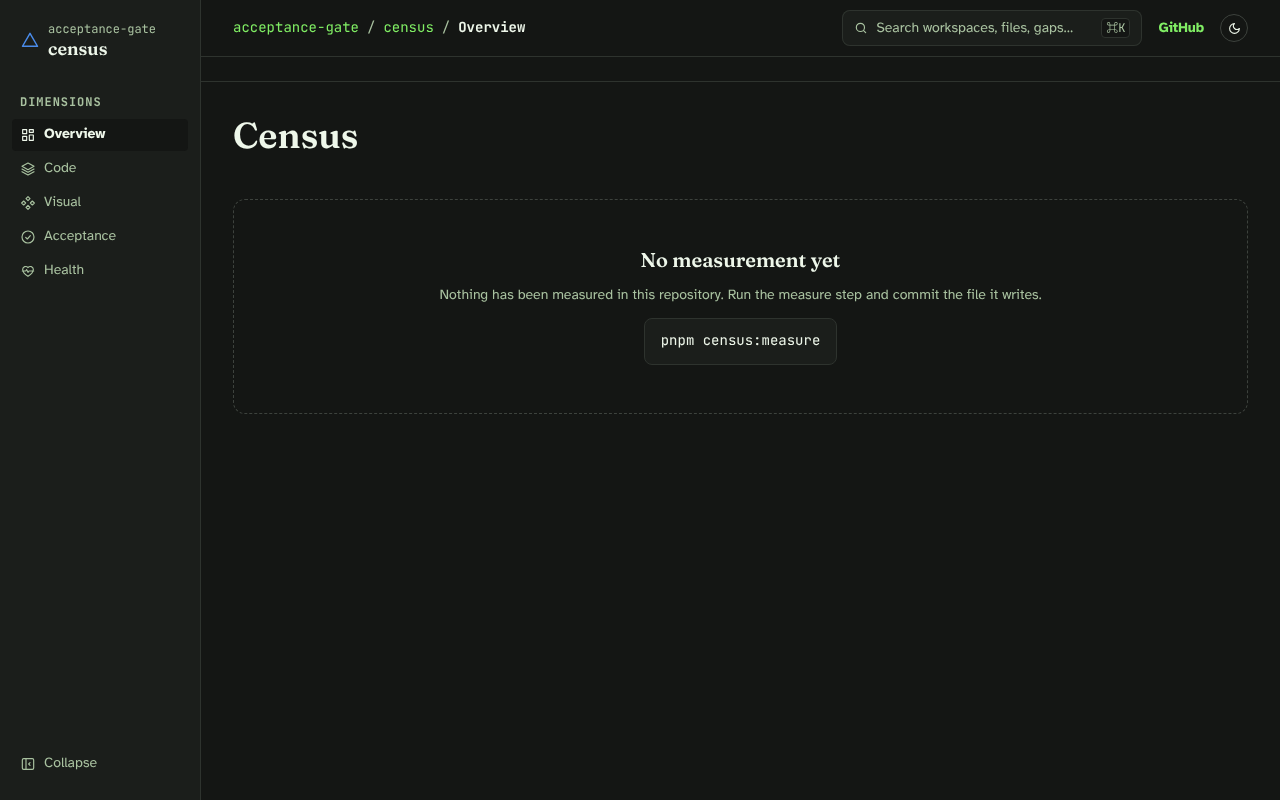 acceptance-gate
census
DIMENSIONS
Overview
Code
Visual
Acceptance
Health
Collapse
acceptance-gate / census / Overview
Search workspaces, files, gaps... ⌘K
GitHub
Census
No measurement yet
Nothing has been measured in this repository. Run the measure step and commit the file it writes.
pnpm census:measure